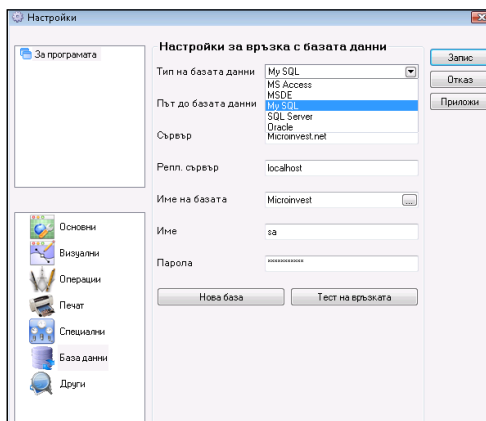 Настройки
За програмата
Настройки за връзка с базата данни
Тип на базата данни
My SQL
MS Access
MSDE
My SQL
SQL Server
Oracle
Път до базата данни
Сървър
Microinvest.net
Репл. сървър
localhost
Име на базата
Microinvest
...
Име
sa
Парола
************
Нова база
Тест на връзката
Запис
Отказ
Приложи
Основни
Визуални
Операции
Печат
Специални
База данни
Други